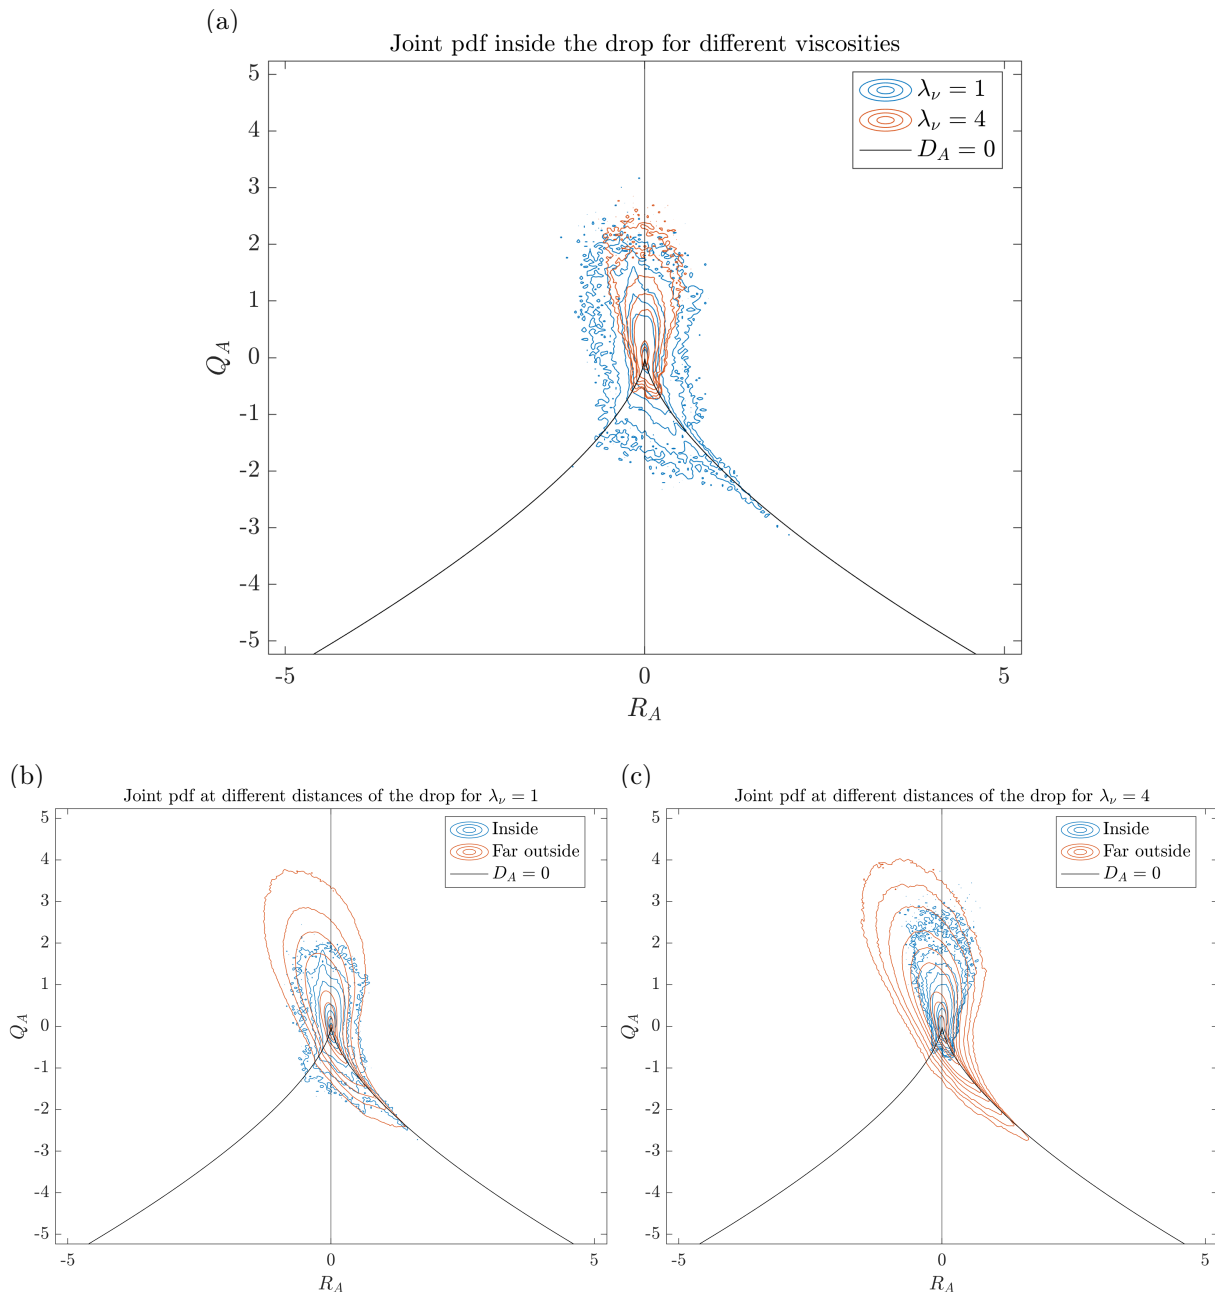 (a)
Joint pdf inside the drop for different viscosities
λ_ν = 1
λ_ν = 4
D_A = 0
5
4
3
2
1
0
-1
-2
-3
-4
-5
Q_A
-5 0 5
R_A
(b)
Joint pdf at different distances of the drop for λ_ν = 1
Inside
Far outside
D_A = 0
5
4
3
2
1
0
-1
-2
-3
-4
-5
Q_A
-5 0 5
R_A
(c)
Joint pdf at different distances of the drop for λ_ν = 4
Inside
Far outside
D_A = 0
5
4
3
2
1
0
-1
-2
-3
-4
-5
Q_A
-5 0 5
R_A